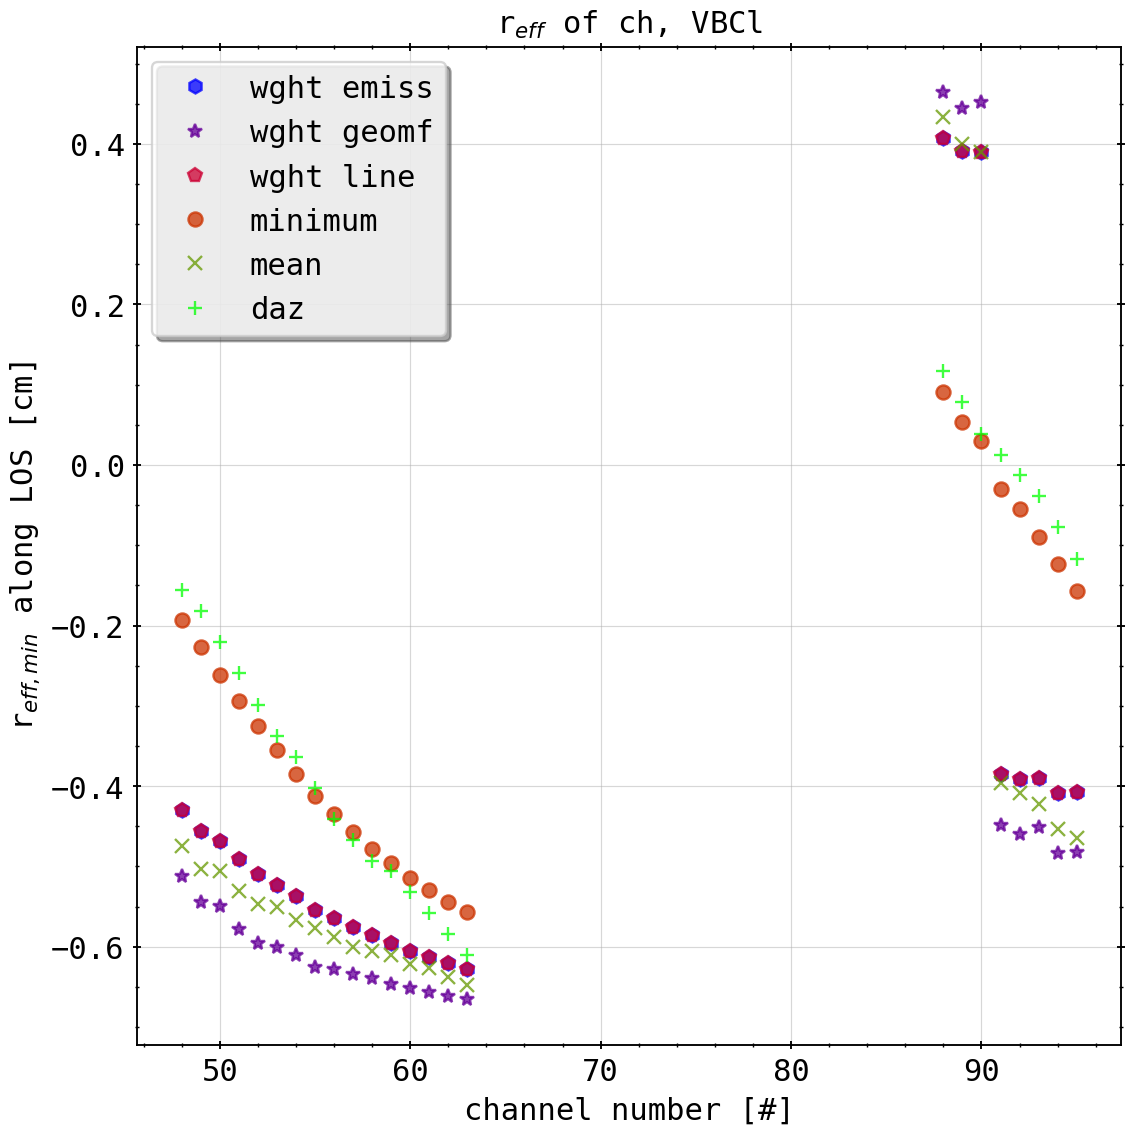 r_eff of ch, VBCl
wght emiss
wght geomf
wght line
minimum
mean
daz
r_eff,min along LOS [cm]
0.4
0.2
0.0
−0.2
−0.4
−0.6
50 60 70 80 90
channel number [#]